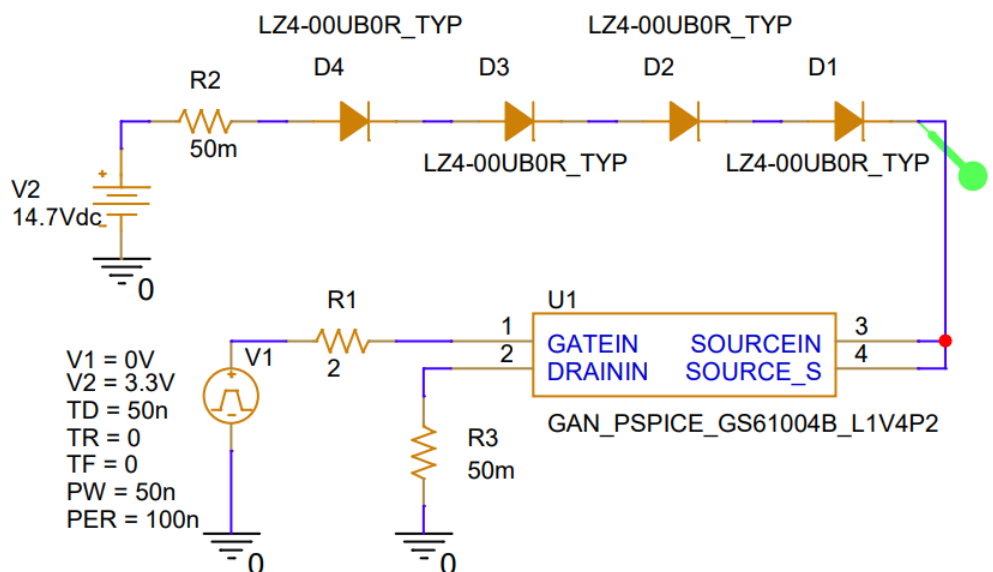 LZ4-00UB0R_TYP
LZ4-00UB0R_TYP
D4
D3
D2
D1
R2
50m
LZ4-00UB0R_TYP
LZ4-00UB0R_TYP
+
V2
14.7Vdc
-
0
R1
2
U1
1
GATEIN
SOURCEIN
3
2
DRAININ
SOURCE_S
4
GAN_PSPICE_GS61004B_L1V4P2
V1
+
-
V1 = 0V
V2 = 3.3V
TD = 50n
TR = 0
TF = 0
PW = 50n
PER = 100n
R3
50m
0
0